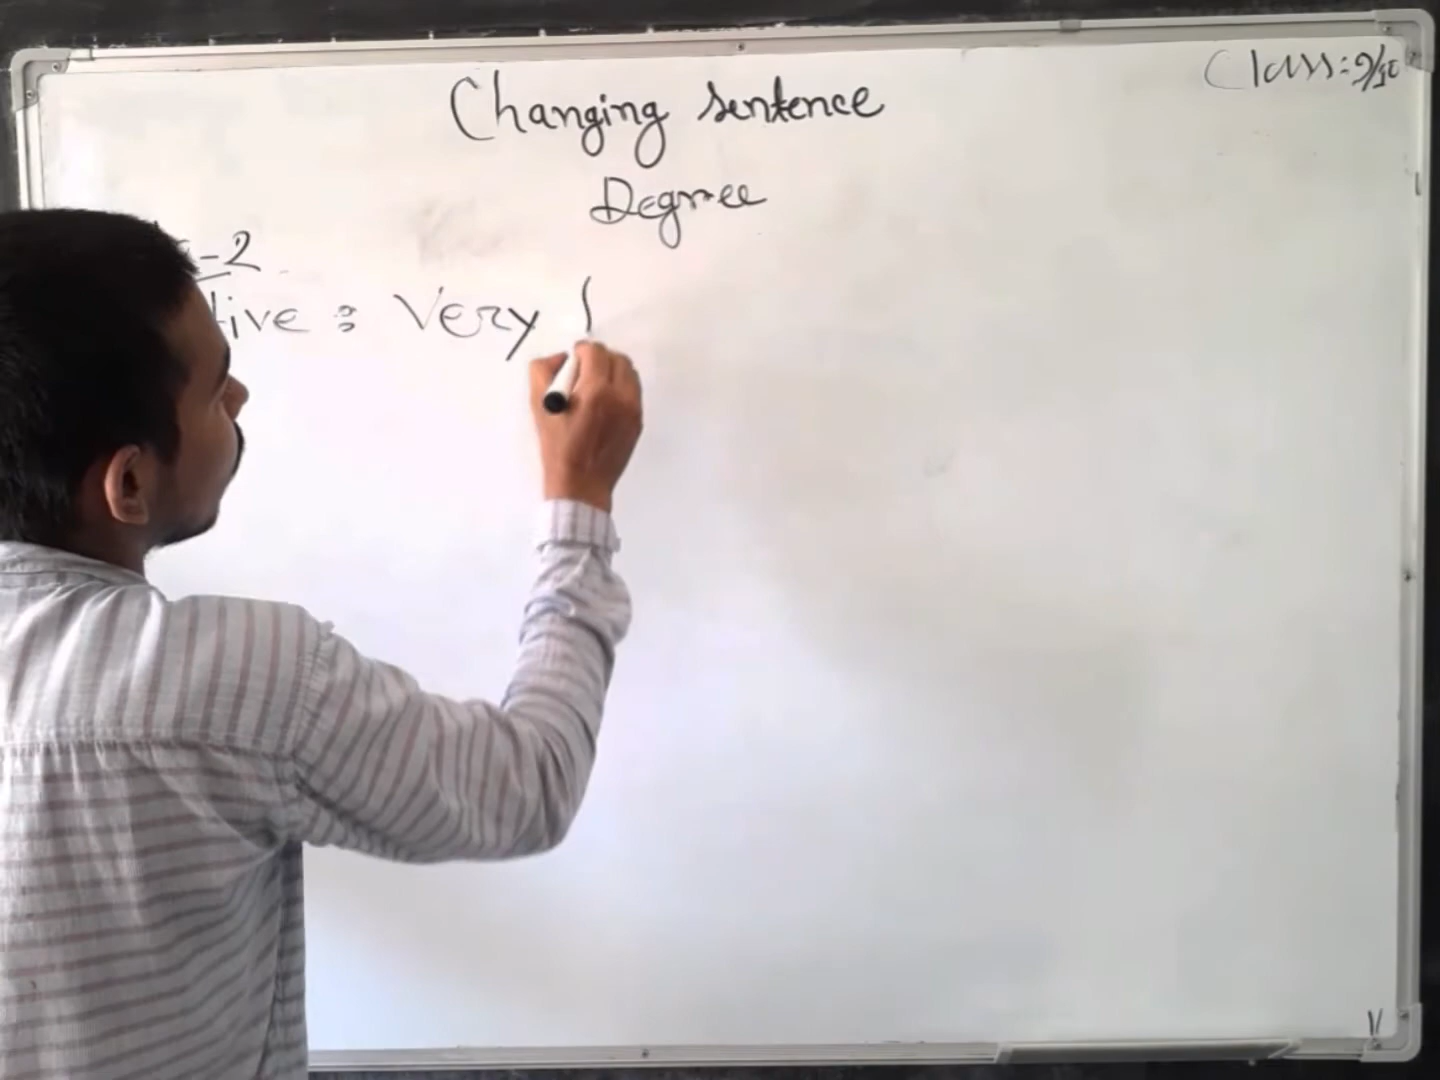 Class: 9/10
Changing sentence
Degree
-2
tive : Very f